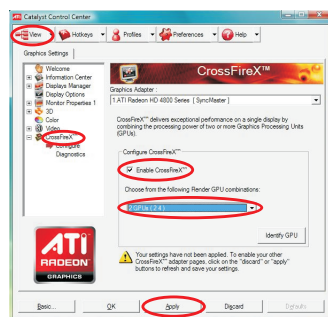 Catalyst Control Center
View
Hotkeys
Profiles
Preferences
Help
Graphics Settings
Welcome
Information Center
Displays Manager
Display Options
Monitor Properties 1
3D
Color
Video
CrossFireX™
Configure
Diagnostics
CrossFireX™
Graphics Adapter :
1.ATI Radeon HD 4800 Series [SyncMaster ]
CrossFireX™ delivers exceptional performance on a single display by
combining the processing power of two or more Graphics Processing Units
(GPUs).
Configure CrossFireX™
Enable CrossFireX™
Choose from the following Render GPU combinations:
2 GPUs ( 2 4 )
Identify GPU
Your settings have not been applied. To enable your other
CrossFireX™ adapter pages, click on the "discard" or "apply"
buttons to refresh and save your settings.
ATI
RADEON
GRAPHICS
Basic...
OK
Apply
Discard
Defaults